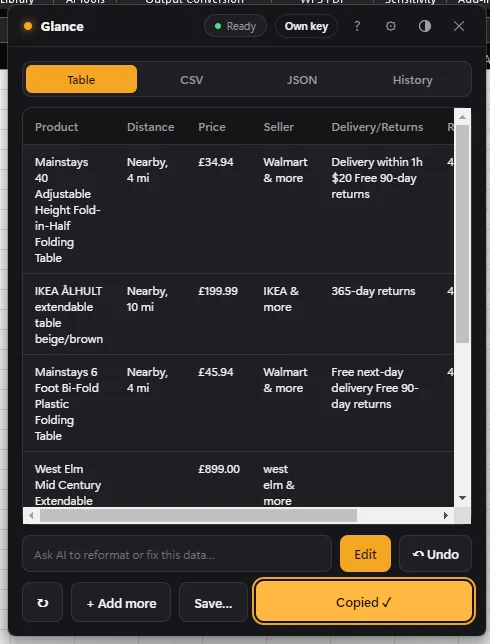 Glance
Ready
Own key
?
Table
CSV
JSON
History
Product
Distance
Price
Seller
Delivery/Returns
Mainstays
40
Adjustable
Height Fold-
in-Half
Folding
Table
Nearby,
4 mi
£34.94
Walmart
& more
Delivery within 1h
$20 Free 90-day
returns
4
IKEA ÅLHULT
extendable
table
beige/brown
Nearby,
10 mi
£199.99
IKEA &
more
365-day returns
4
Mainstays 6
Foot Bi-Fold
Plastic
Folding
Table
Nearby,
4 mi
£45.94
Walmart
& more
Free next-day
delivery Free 90-
day returns
4
West Elm
Mid Century
Extendable
£899.00
west
elm &
more
Ask AI to reformat or fix this data...
Edit
Undo
+ Add more
Save...
Copied ✓